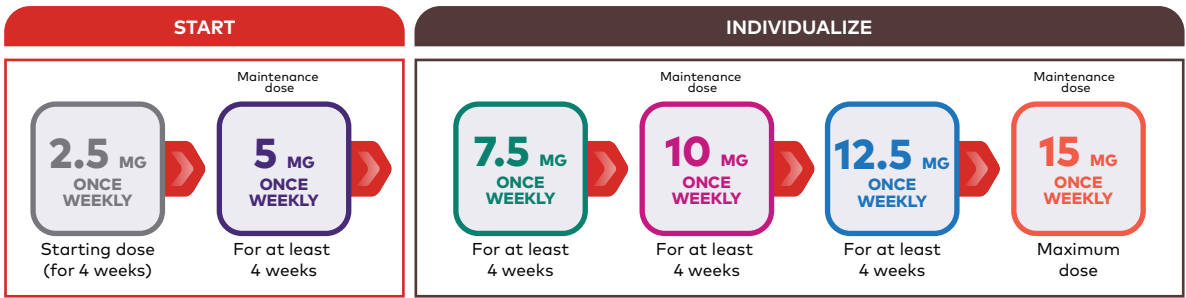 START
Maintenance
dose
2.5 MG
ONCE
WEEKLY
Starting dose
(for 4 weeks)
5 MG
ONCE
WEEKLY
For at least
4 weeks
INDIVIDUALIZE
7.5 MG
ONCE
WEEKLY
For at least
4 weeks
Maintenance
dose
10 MG
ONCE
WEEKLY
For at least
4 weeks
12.5 MG
ONCE
WEEKLY
For at least
4 weeks
Maintenance
dose
15 MG
ONCE
WEEKLY
Maximum
dose